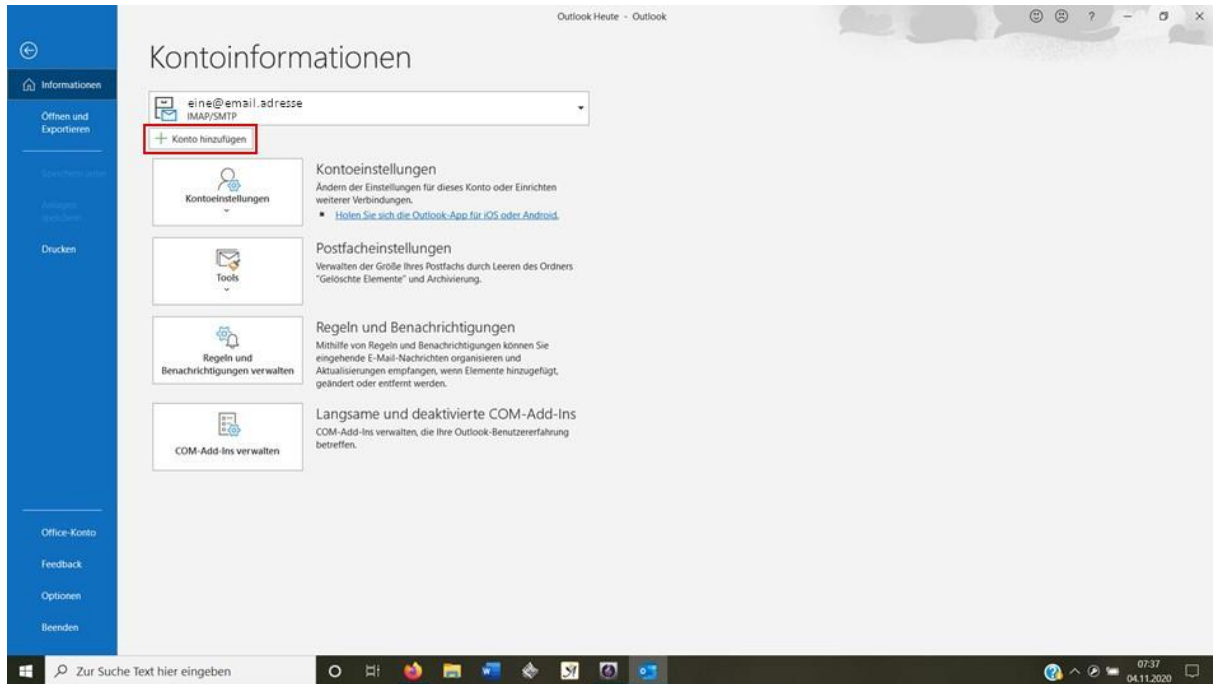 Outlook Heute - Outlook
?
Kontoinformationen
Informationen
Öffnen und
Exportieren
Speichern unter
Anlagen
speichern
Drucken
Office-Konto
Feedback
Optionen
Beenden
eine@email.adresse
IMAP/SMTP
Konto hinzufügen
Kontoeinstellungen
Kontoeinstellungen
Ändern der Einstellungen für dieses Konto oder Einrichten
weiterer Verbindungen.
Holen Sie sich die Outlook-App für iOS oder Android.
Tools
Postfacheinstellungen
Verwalten der Größe Ihres Postfachs durch Leeren des Ordners
"Gelöschte Elemente" und Archivierung.
Regeln und
Benachrichtigungen verwalten
Regeln und Benachrichtigungen
Mithilfe von Regeln und Benachrichtigungen können Sie
eingehende E-Mail-Nachrichten organisieren und
Aktualisierungen empfangen, wenn Elemente hinzugefügt,
geändert oder entfernt werden.
COM-Add-Ins verwalten
Langsame und deaktivierte COM-Add-Ins
COM-Add-Ins verwalten, die Ihre Outlook-Benutzererfahrung
betreffen.
Zur Suche Text hier eingeben
07:37
04.11.2020